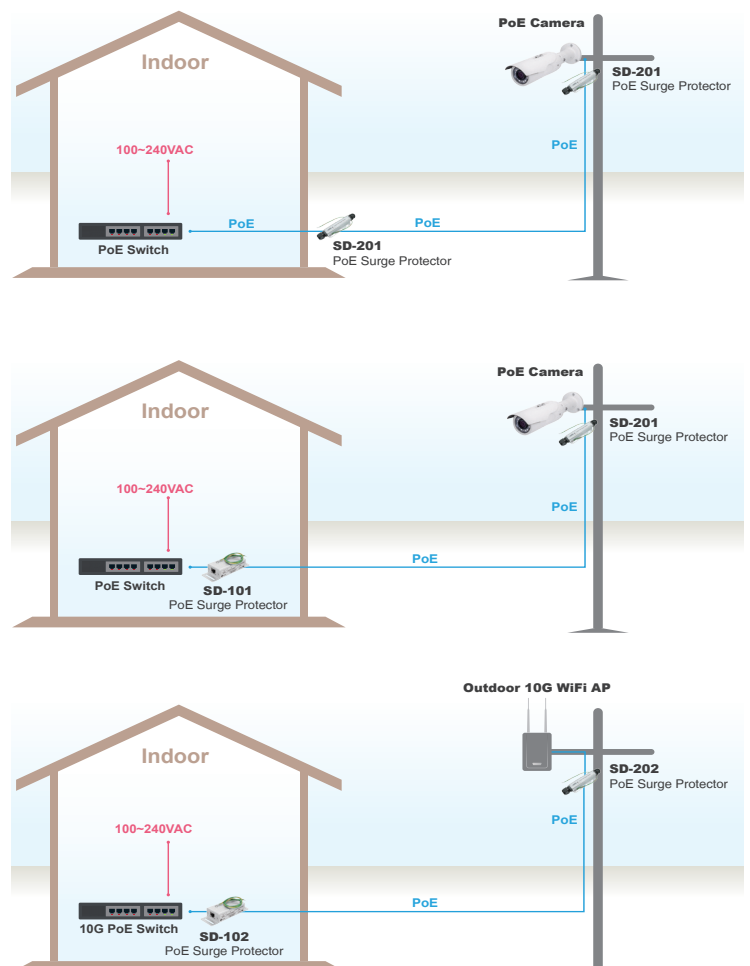 PoE Camera
Indoor
SD-201
PoE Surge Protector
100~240VAC
PoE
PoE
PoE
PoE Switch
SD-201
PoE Surge Protector
PoE Camera
Indoor
SD-201
PoE Surge Protector
100~240VAC
PoE
PoE
PoE Switch
SD-101
PoE Surge Protector
Outdoor 10G WiFi AP
Indoor
SD-202
PoE Surge Protector
PoE
100~240VAC
PoE
10G PoE Switch
SD-102
PoE Surge Protector